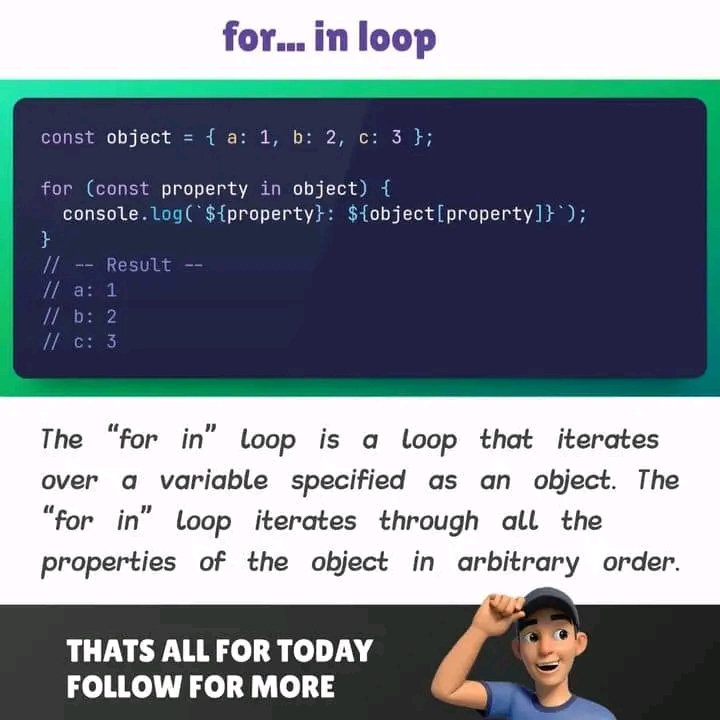 for... in loop
const object = { a: 1, b: 2, c: 3 };
for (const property in object) {
  console.log(`${property}: ${object[property]}`);
}
// -- Result --
// a: 1
// b: 2
// c: 3
The “for in” loop is a loop that iterates
over a variable specified as an object. The
“for in” loop iterates through all the
properties of the object in arbitrary order.
THATS ALL FOR TODAY
FOLLOW FOR MORE